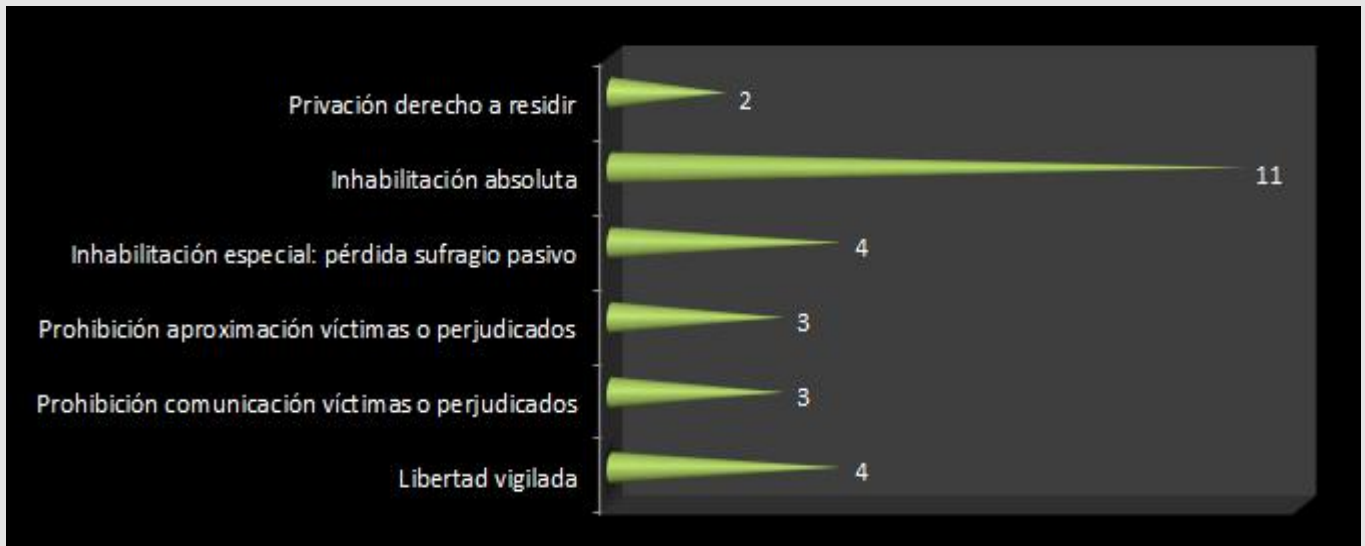 Privación derecho a residir 2
Inhabilitación absoluta 11
Inhabilitación especial: pérdida sufragio pasivo 4
Prohibición aproximación víctimas o perjudicados 3
Prohibición comunicación víctimas o perjudicados 3
Libertad vigilada 4